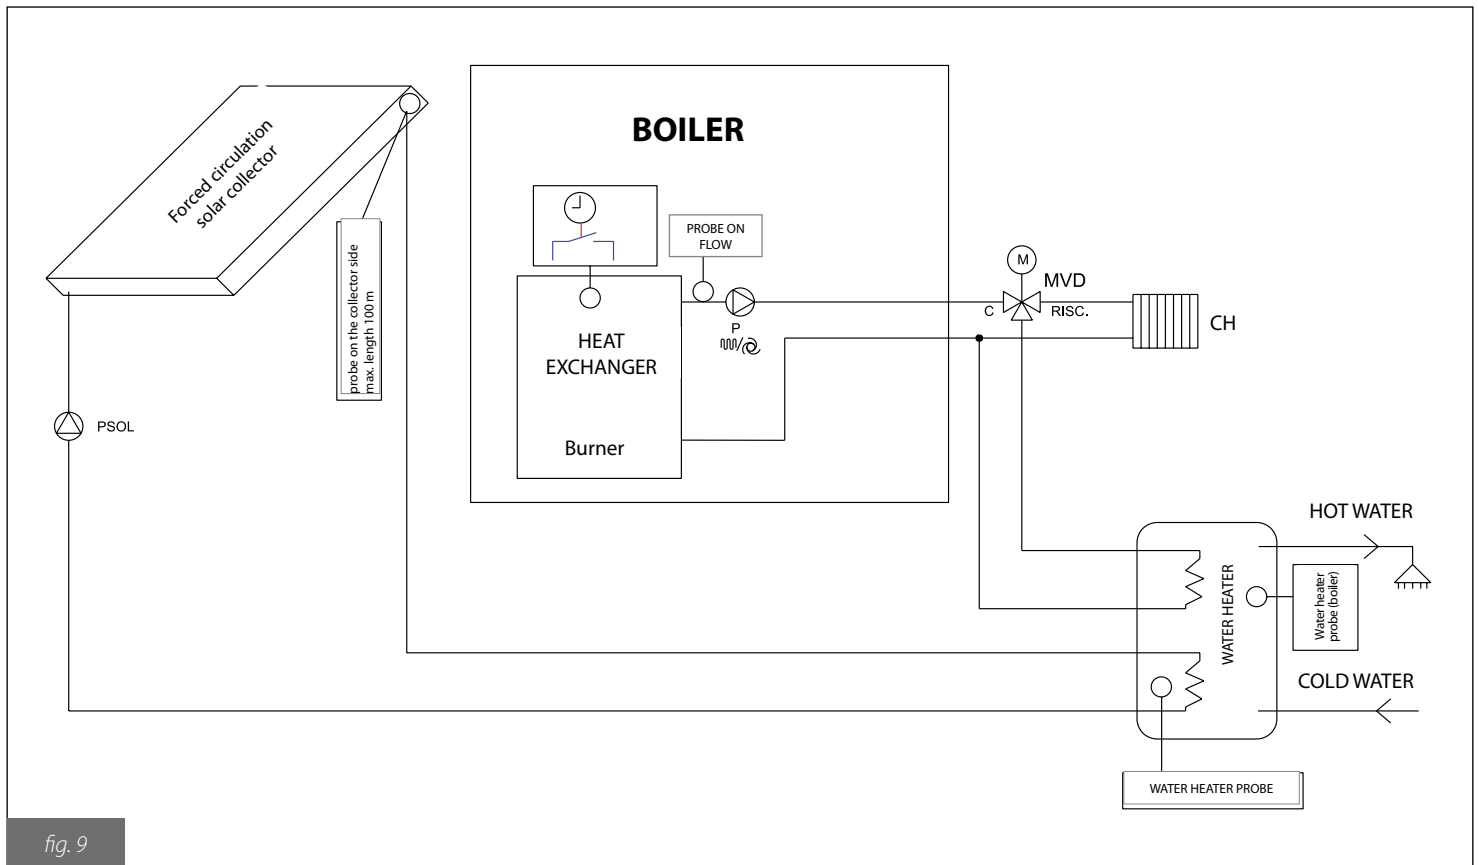 Forced circulation
solar collector
probe on the collector side
max. length 100 m
PSOL
BOILER
PROBE ON
FLOW
P
HEAT
EXCHANGER
Burner
M
MVD
C
RISC.
CH
HOT WATER
WATER HEATER
Water heater
probe (boiler)
COLD WATER
WATER HEATER PROBE
fig. 9